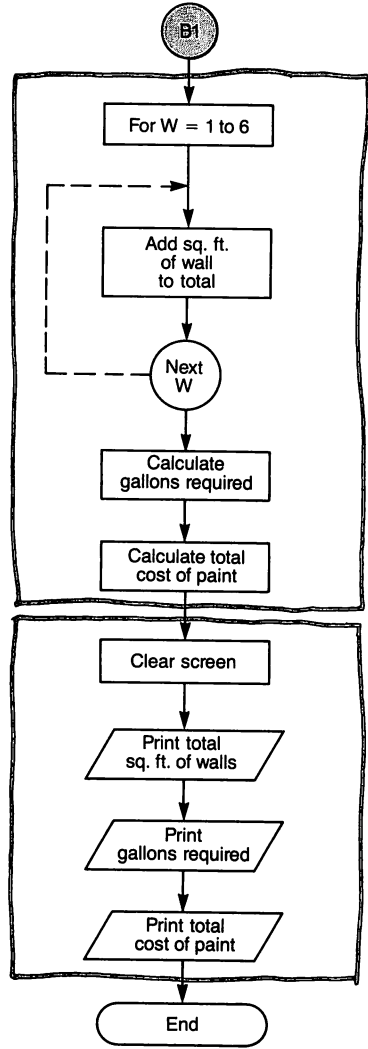 B1
For W = 1 to 6
Add sq. ft.
of wall
to total
Next
W
Calculate
gallons required
Calculate total
cost of paint
Clear screen
Print total
sq. ft. of walls
Print
gallons required
Print total
cost of paint
End